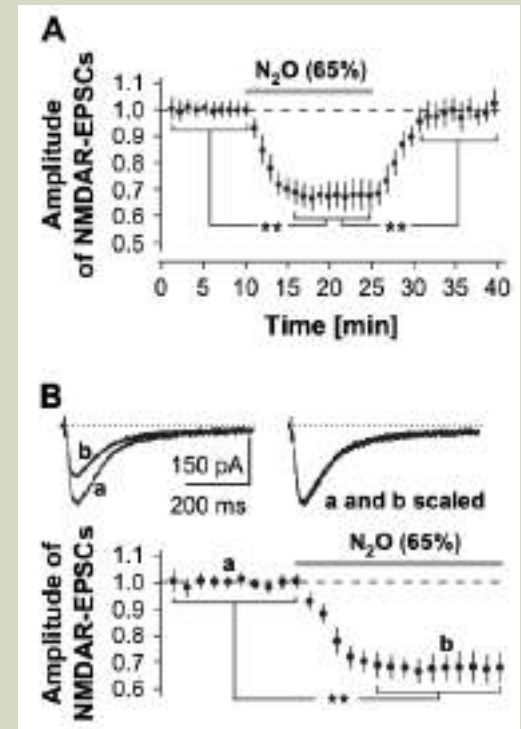 A
N₂O (65%)
Amplitude
of NMDAR-EPSCs
1.1
1.0
0.9
0.8
0.7
0.6
0.5
** **
0 5 10 15 20 25 30 35 40
Time [min]
B
b
a
150 pA
200 ms
a and b scaled
N₂O (65%)
Amplitude of
NMDAR-EPSCs
1.1
1.0
0.9
0.8
0.7
0.6
a
b
**